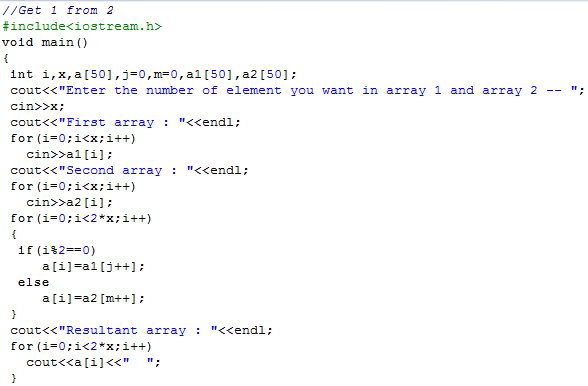 //Get 1 from 2
#include<iostream.h>
void main()
{
int i,x,a[50],j=0,m=0,a1[50],a2[50];
cout<<"Enter the number of element you want in array 1 and array 2 -- ";
cin>>x;
cout<<"First array : "<<endl;
for(i=0;i<x;i++)
cin>>a1[i];
cout<<"Second array : "<<endl;
for(i=0;i<x;i++)
cin>>a2[i];
for(i=0;i<2*x;i++)
{
if(i%2==0)
a[i]=a1[j++];
else
a[i]=a2[m++];
}
cout<<"Resultant array : "<<endl;
for(i=0;i<2*x;i++)
cout<<a[i]<<"  ";
}